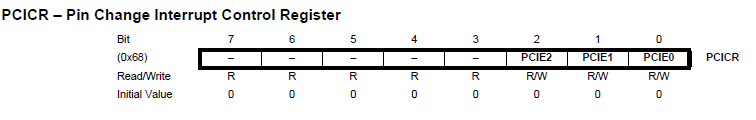 PCICR – Pin Change Interrupt Control Register
Bit 7 6 5 4 3 2 1 0
(0x68) – – – – – PCIE2 PCIE1 PCIE0 PCICR
Read/Write R R R R R R/W R/W R/W
Initial Value 0 0 0 0 0 0 0 0